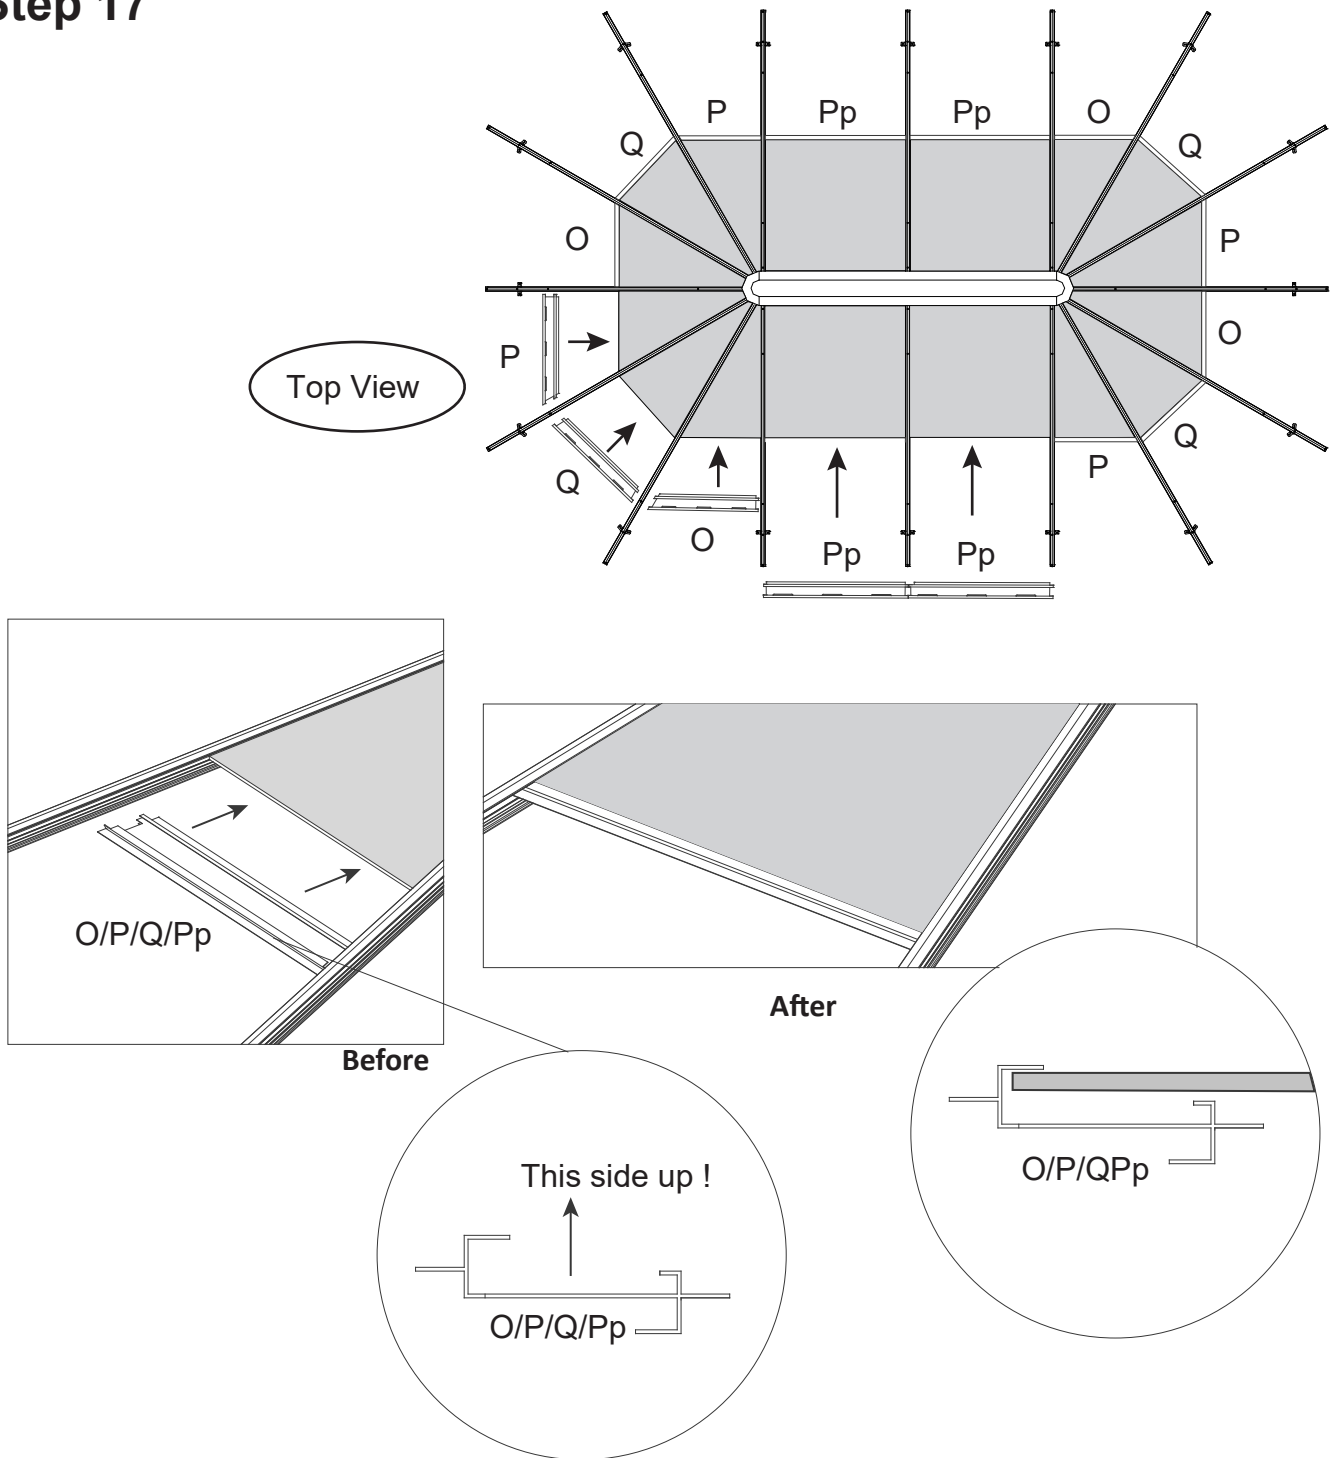 Step 17
P Pp Pp O
Q Q
O P
P O
Top View
Q Q
P
O Pp Pp
O/P/Q/Pp
After
Before
O/P/QPp
This side up !
O/P/Q/Pp